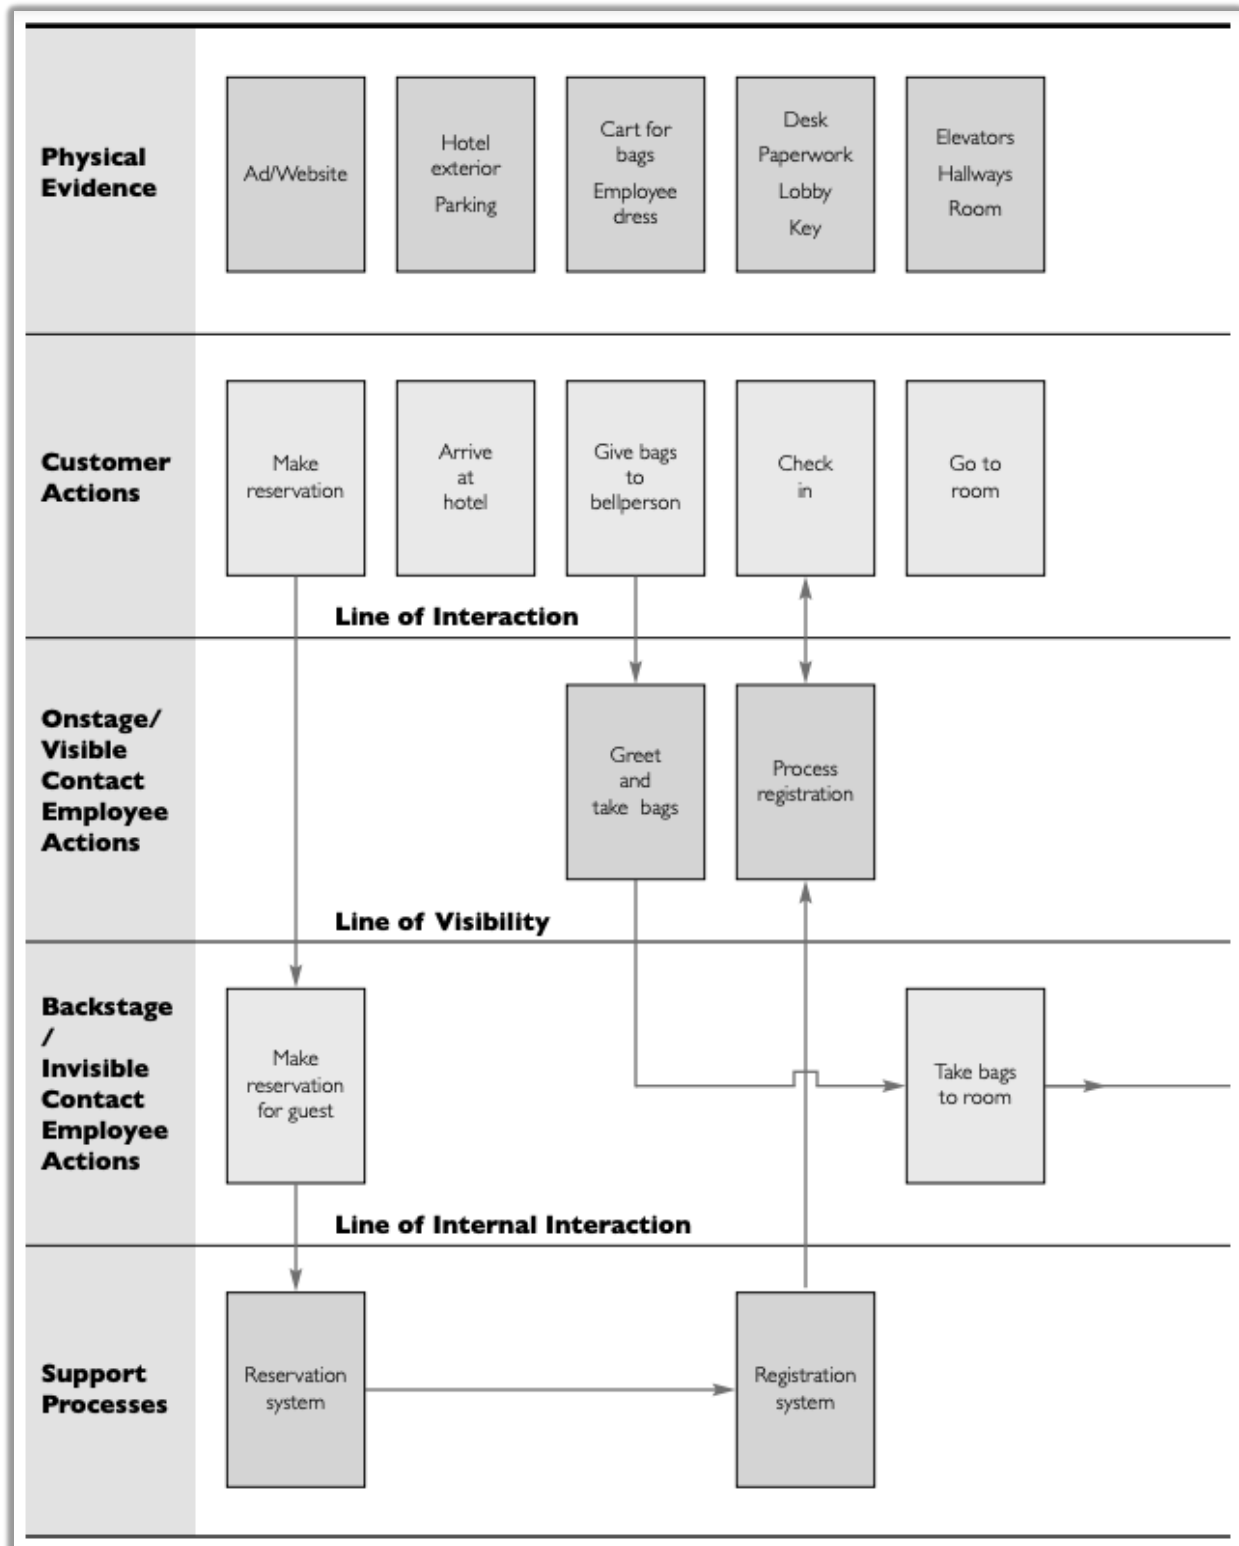 Physical
Evidence
Ad/Website
Hotel
exterior
Parking
Cart for
bags
Employee
dress
Desk
Paperwork
Lobby
Key
Elevators
Hallways
Room
Customer
Actions
Make
reservation
Arrive
at
hotel
Give bags
to
bellperson
Check
in
Go to
room
Line of Interaction
Onstage/
Visible
Contact
Employee
Actions
Greet
and
take bags
Process
registration
Line of Visibility
Backstage
/
Invisible
Contact
Employee
Actions
Make
reservation
for guest
Take bags
to room
Line of Internal Interaction
Support
Processes
Reservation
system
Registration
system